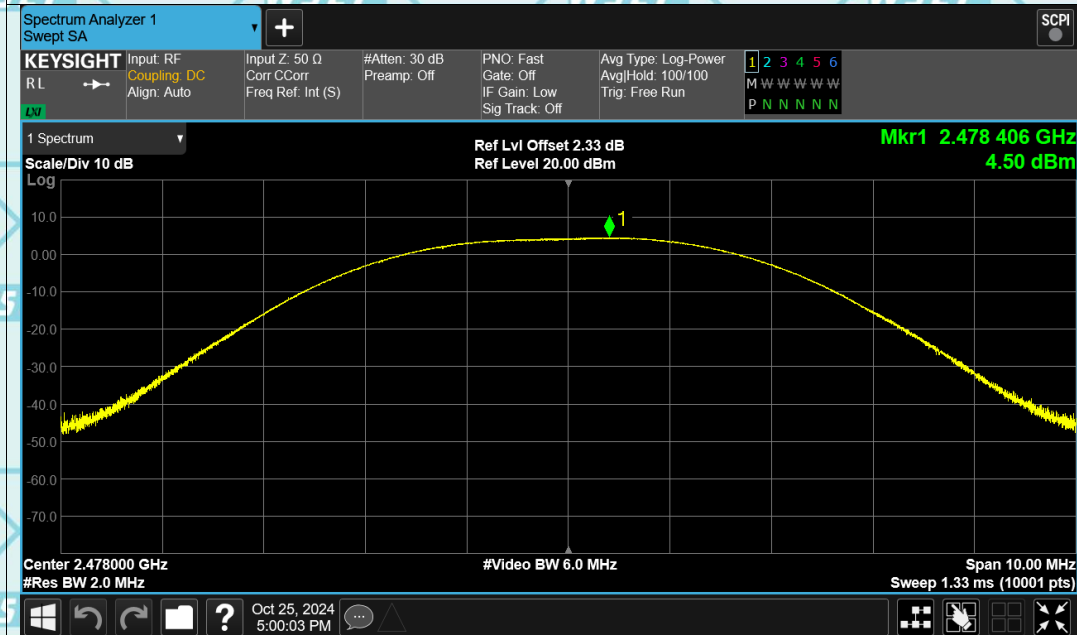 Spectrum Analyzer 1
Swept SA
+
SCPI
KEYSIGHT
RL
LXI
Input: RF
Coupling: DC
Align: Auto
Input Z: 50 Ω
Corr CCorr
Freq Ref: Int (S)
#Atten: 30 dB
Preamp: Off
PNO: Fast
Gate: Off
IF Gain: Low
Sig Track: Off
Avg Type: Log-Power
Avg|Hold: 100/100
Trig: Free Run
1 2 3 4 5 6
M W W W W W
P N N N N N
1 Spectrum
Scale/Div 10 dB
Log
Ref Lvl Offset 2.33 dB
Ref Level 20.00 dBm
Mkr1 2.478 406 GHz
4.50 dBm
1
10.0
0.00
-10.0
-20.0
-30.0
-40.0
-50.0
-60.0
-70.0
Center 2.478000 GHz
#Res BW 2.0 MHz
#Video BW 6.0 MHz
Span 10.00 MHz
Sweep 1.33 ms (10001 pts)
?
Oct 25, 2024
5:00:03 PM